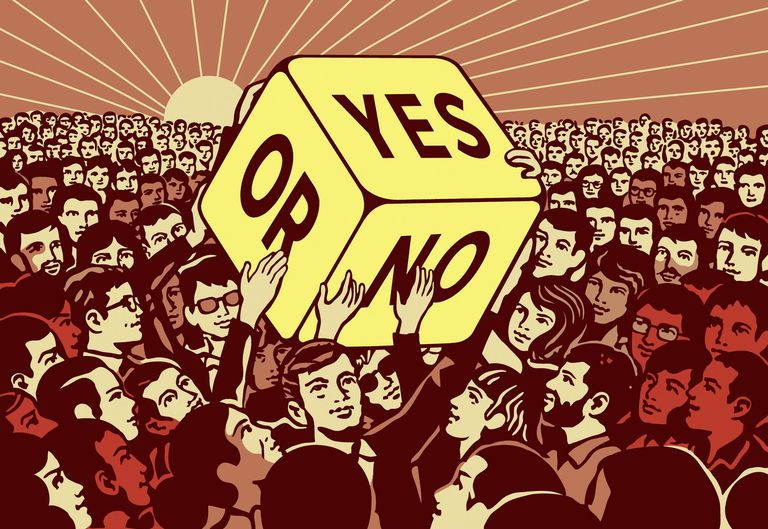 YES
OR
NO